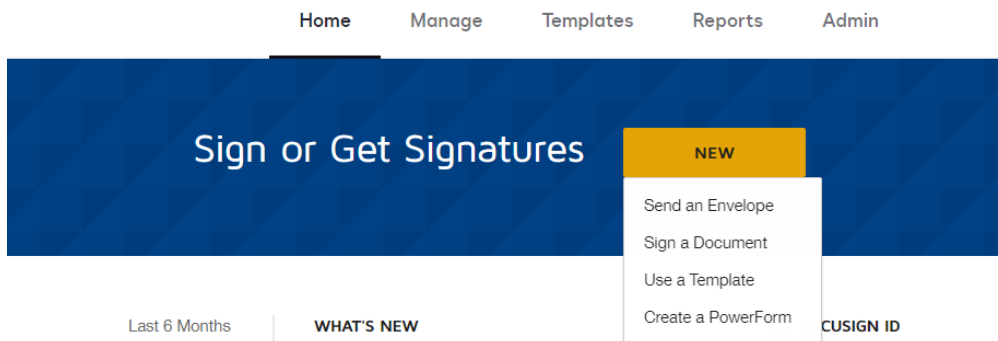 Home Manage Templates Reports Admin
Sign or Get Signatures
NEW
Send an Envelope
Sign a Document
Use a Template
Create a PowerForm
Last 6 Months
WHAT'S NEW
CUSIGN ID